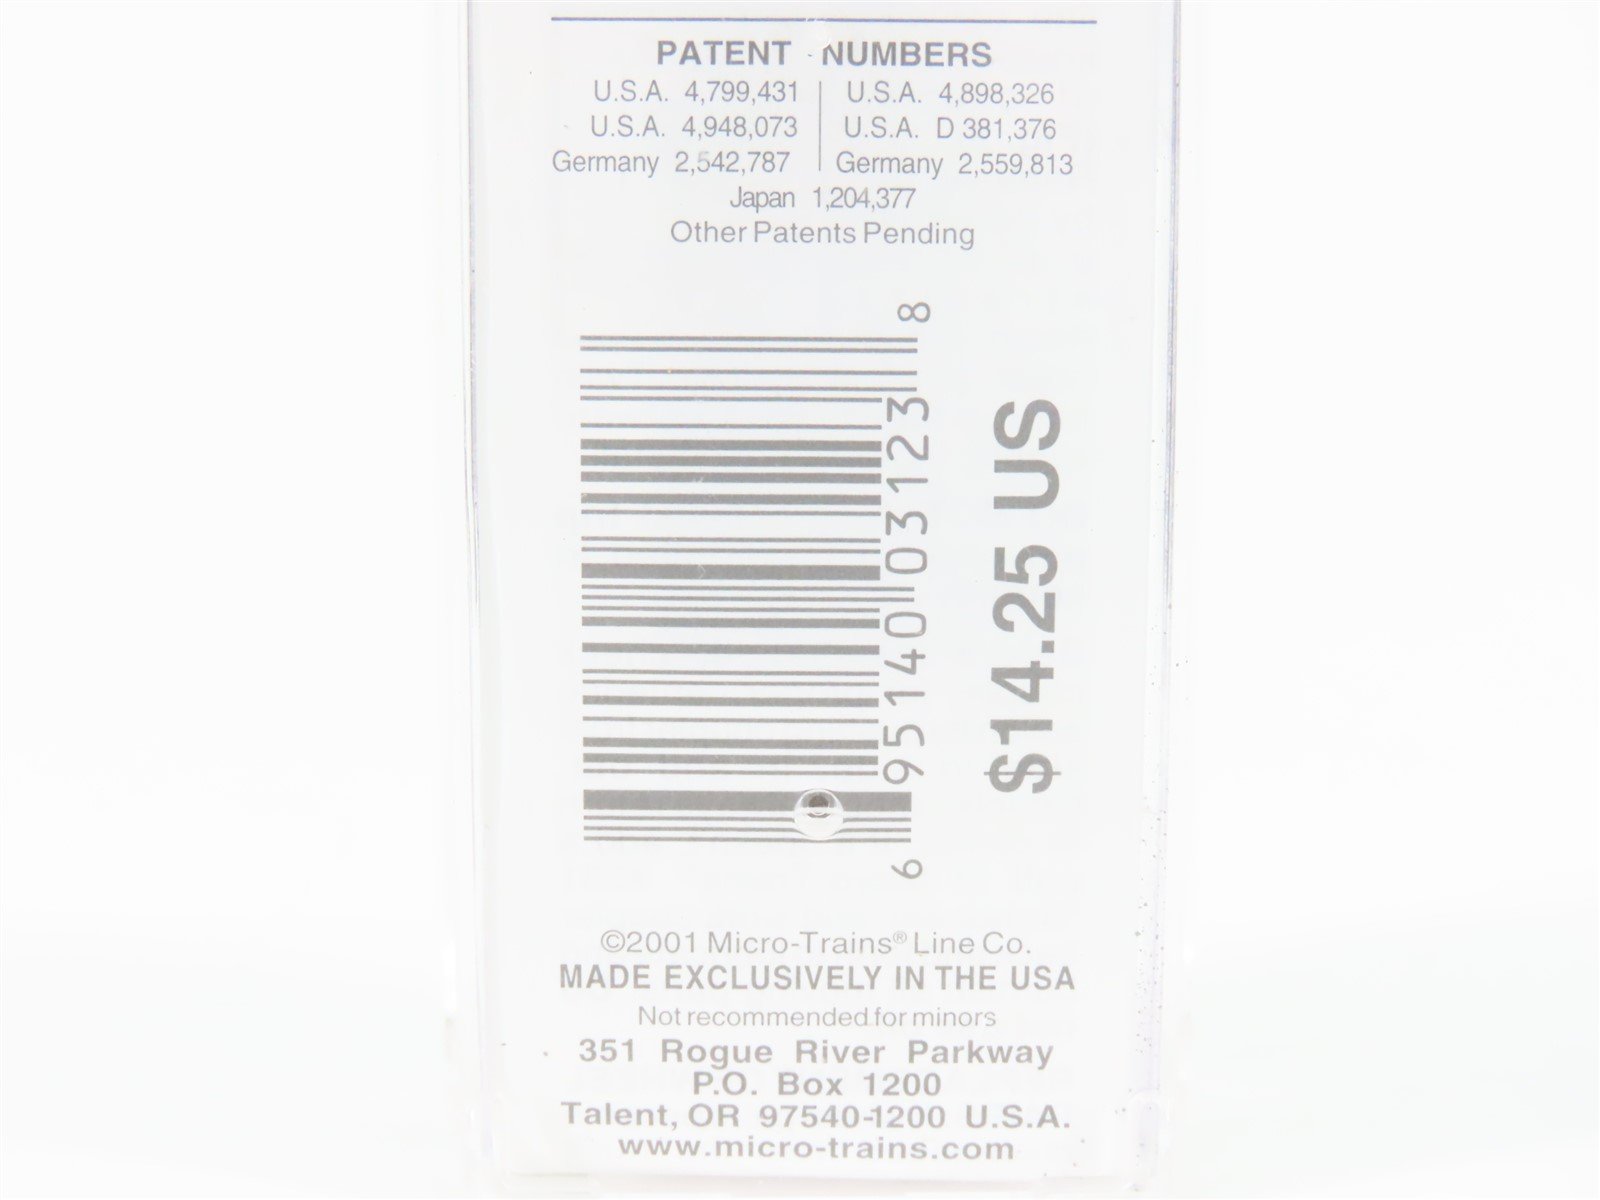 PATENT NUMBERS
U.S.A. 4,799,431 U.S.A. 4,898,326
U.S.A. 4,948,073 U.S.A. D 381,376
Germany 2,542,787 Germany 2,559,813
Japan 1,204,377
Other Patents Pending
6 95140 03123 8
$14.25 US
©2001 Micro-Trains® Line Co.
MADE EXCLUSIVELY IN THE USA
Not recommended for minors
351 Rogue River Parkway
P.O. Box 1200
Talent, OR 97540-1200 U.S.A.
www.micro-trains.com